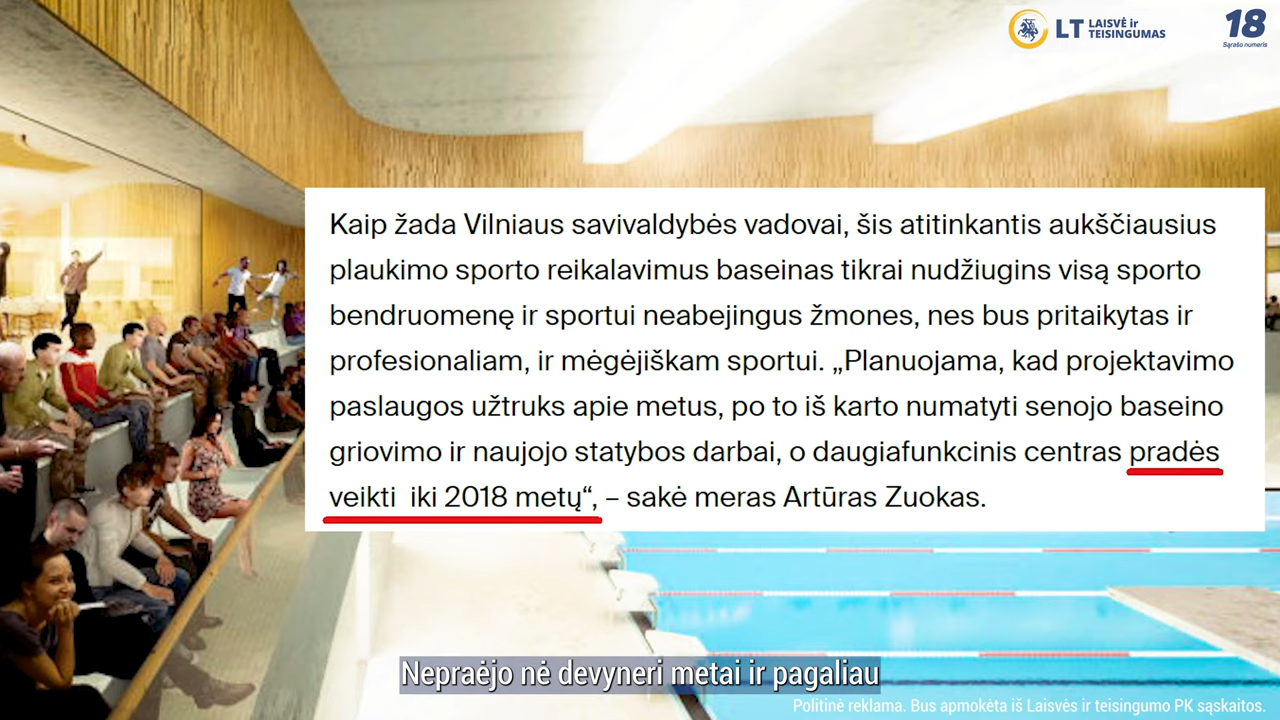 LT LAISVĖ ir
TEISINGUMAS
18
Sąrašo numeris
Kaip žada Vilniaus savivaldybės vadovai, šis atitinkantis aukščiausius
plaukimo sporto reikalavimus baseinas tikrai nudžiugins visą sporto
bendruomenę ir sportui neabejingus žmones, nes bus pritaikytas ir
profesionaliam, ir mėgėjiškam sportui. „Planuojama, kad projektavimo
paslaugos užtruks apie metus, po to iš karto numatyti senojo baseino
griovimo ir naujojo statybos darbai, o daugiafunkcinis centras pradės
veikti  iki 2018 metų“, – sakė meras Artūras Zuokas.
Nepraėjo nė devyneri metai ir pagaliau
Politinė reklama. Bus apmokėta iš Laisvės ir teisingumo PK sąskaitos.